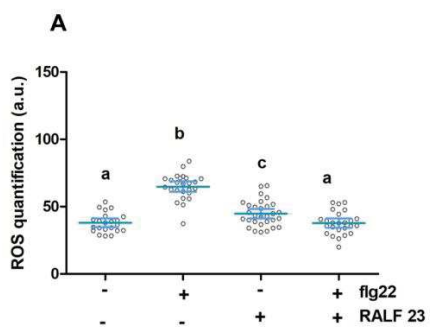 A
ROS quantification (a.u.)
150
100
50
0
a
b
c
a
- + - + flg22
- - + + RALF 23